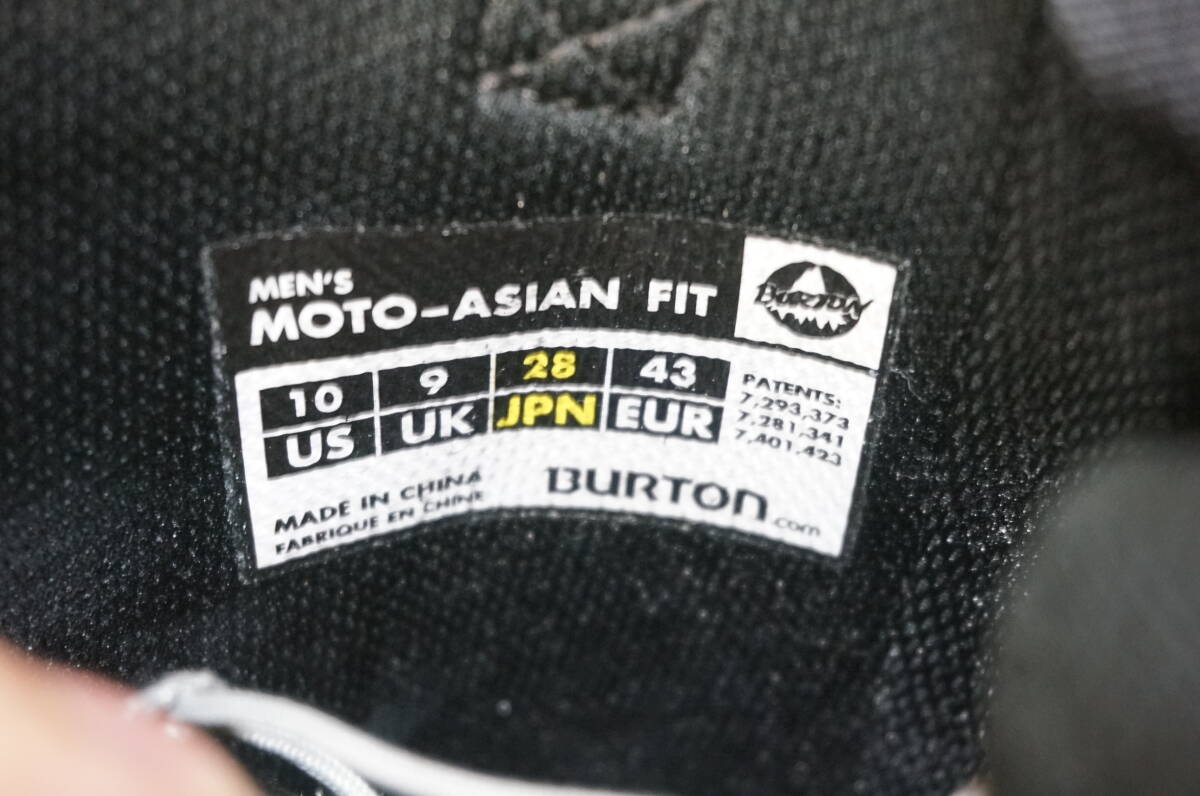 MEN'S
MOTO-ASIAN FIT
BURTON
10 9 28 43
US UK JPN EUR
PATENTS:
7,293,373
7,281,341
7,401,423
MADE IN CHINA
FABRIQUE EN CHINE
BURTON.com